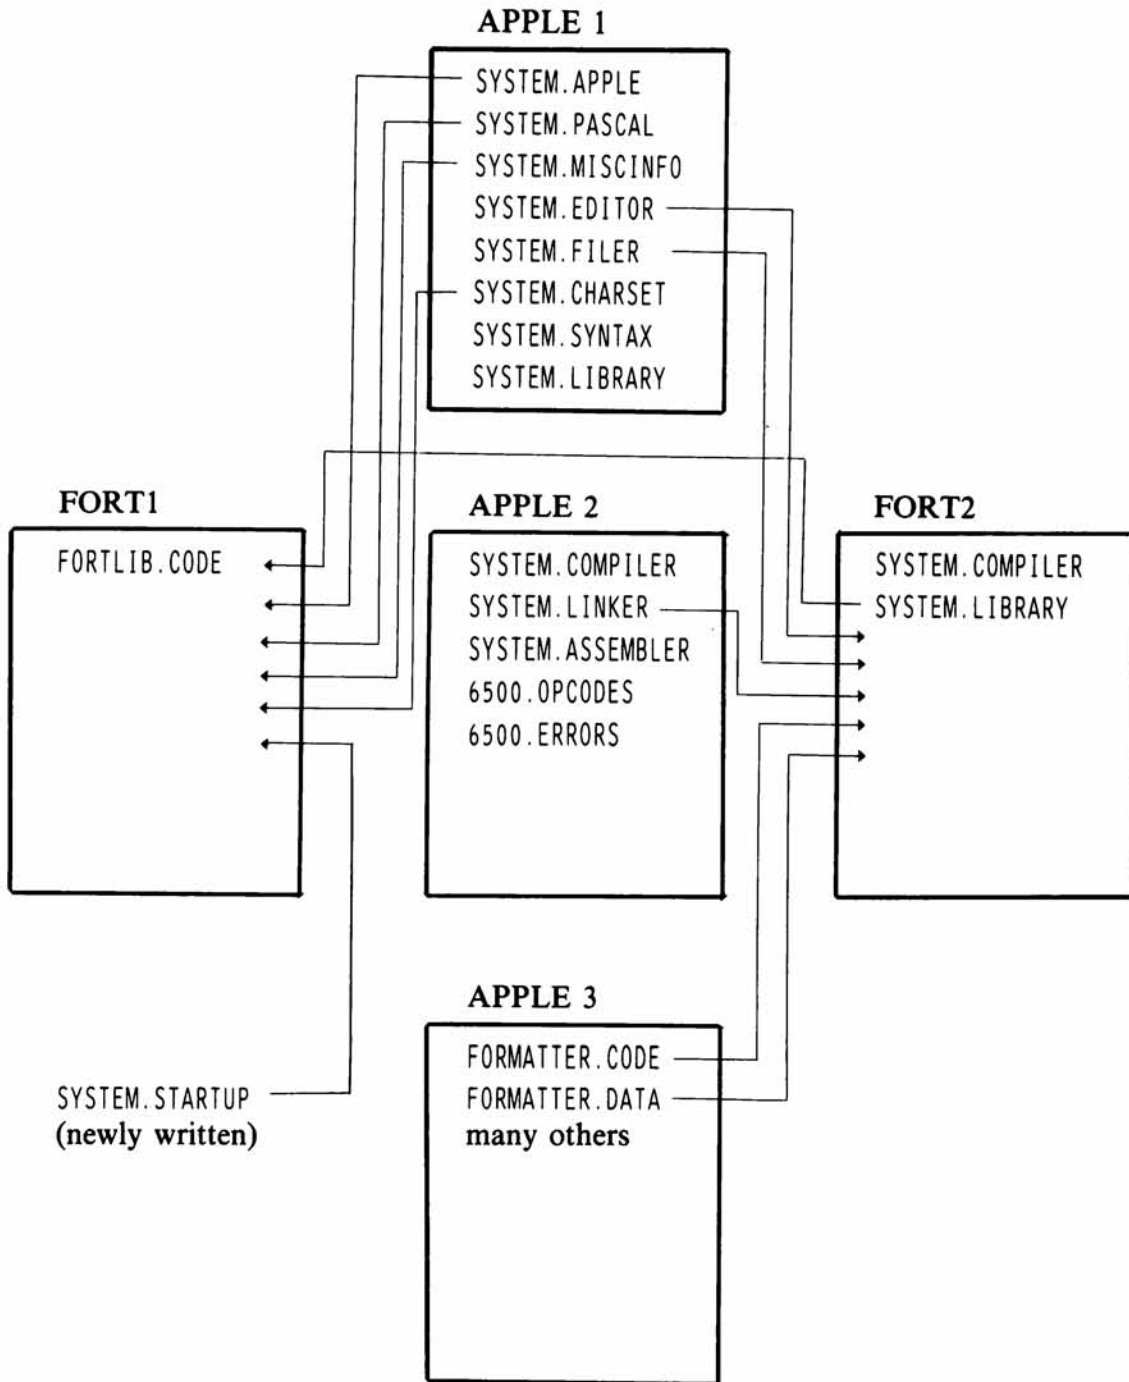 APPLE 1
SYSTEM.APPLE
SYSTEM.PASCAL
SYSTEM.MISCINFO
SYSTEM.EDITOR
SYSTEM.FILER
SYSTEM.CHARSET
SYSTEM.SYNTAX
SYSTEM.LIBRARY
FORT1
FORTLIB.CODE
APPLE 2
SYSTEM.COMPILER
SYSTEM.LINKER
SYSTEM.ASSEMBLER
6500.OPCODES
6500.ERRORS
FORT2
SYSTEM.COMPILER
SYSTEM.LIBRARY
SYSTEM.STARTUP
(newly written)
APPLE 3
FORMATTER.CODE
FORMATTER.DATA
many others